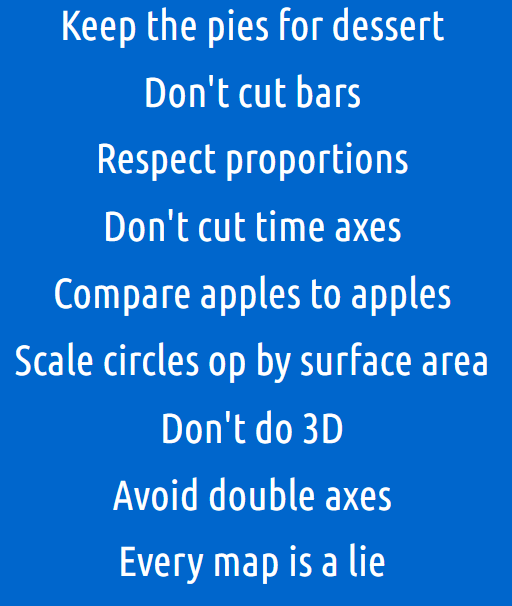 Keep the pies for dessert
Don't cut bars
Respect proportions
Don't cut time axes
Compare apples to apples
Scale circles op by surface area
Don't do 3D
Avoid double axes
Every map is a lie